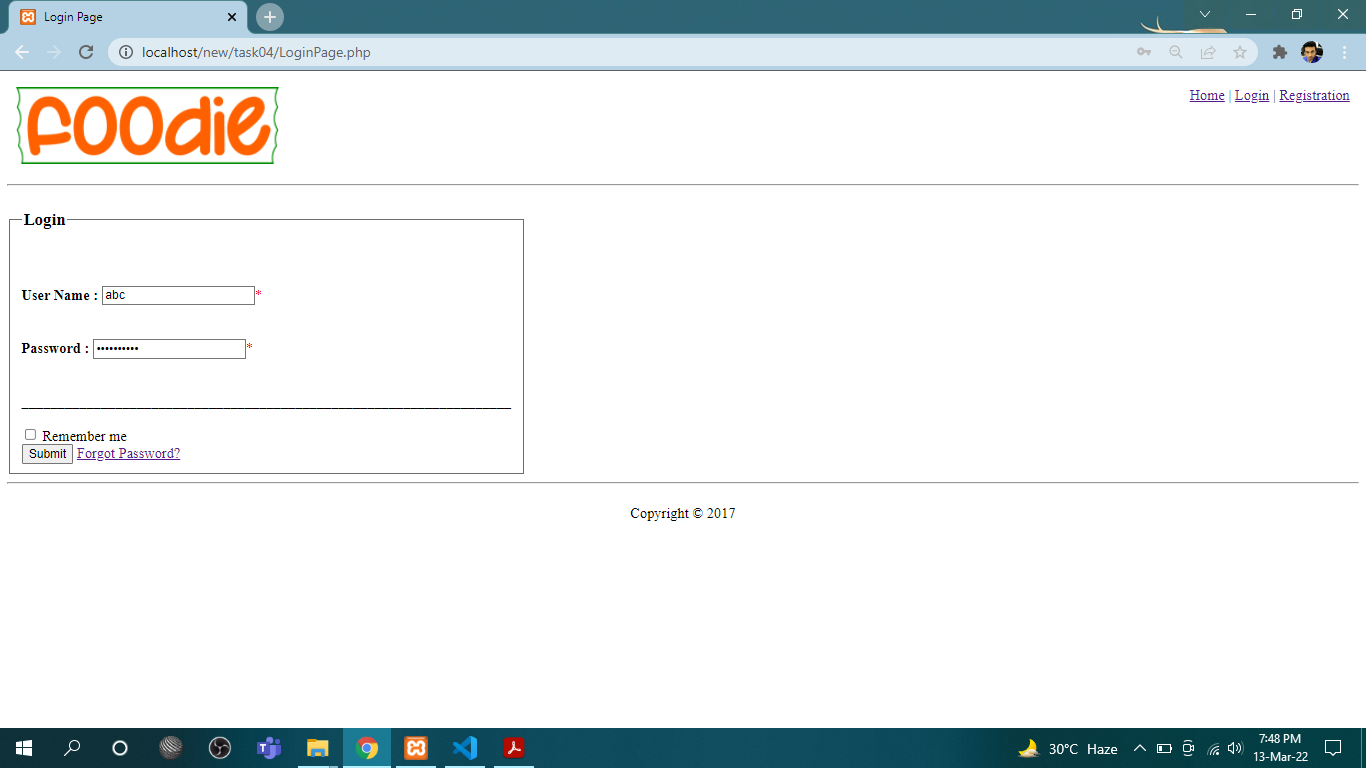 Login Page
localhost/new/task04/LoginPage.php
foodie
Home | Login | Registration
Login
User Name : abc*
Password : ••••••••••*
______________________________________________________________________
Remember me
Submit Forgot Password?
Copyright © 2017
30°C Haze
7:48 PM
13-Mar-22